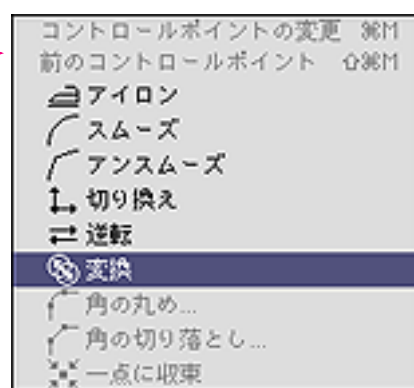 コントロールポイントの変更 ⌘M
前のコントロールポイント ⇧⌘M
アイロン
スムーズ
アンスムーズ
切り換え
逆転
変換
角の丸め...
角の切り落とし...
一点に収束